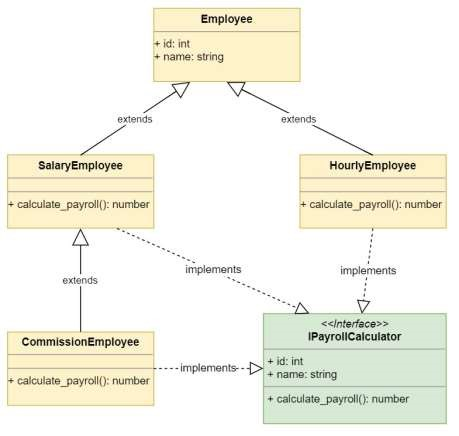 Employee
+ id: int
+ name: string
extends
extends
SalaryEmployee
+ calculate_payroll(): number
HourlyEmployee
+ calculate_payroll(): number
implements
implements
extends
CommissionEmployee
+ calculate_payroll(): number
implements
<<Interface>>
IPayrollCalculator
+ id: int
+ name: string
+ calculate_payroll(): number